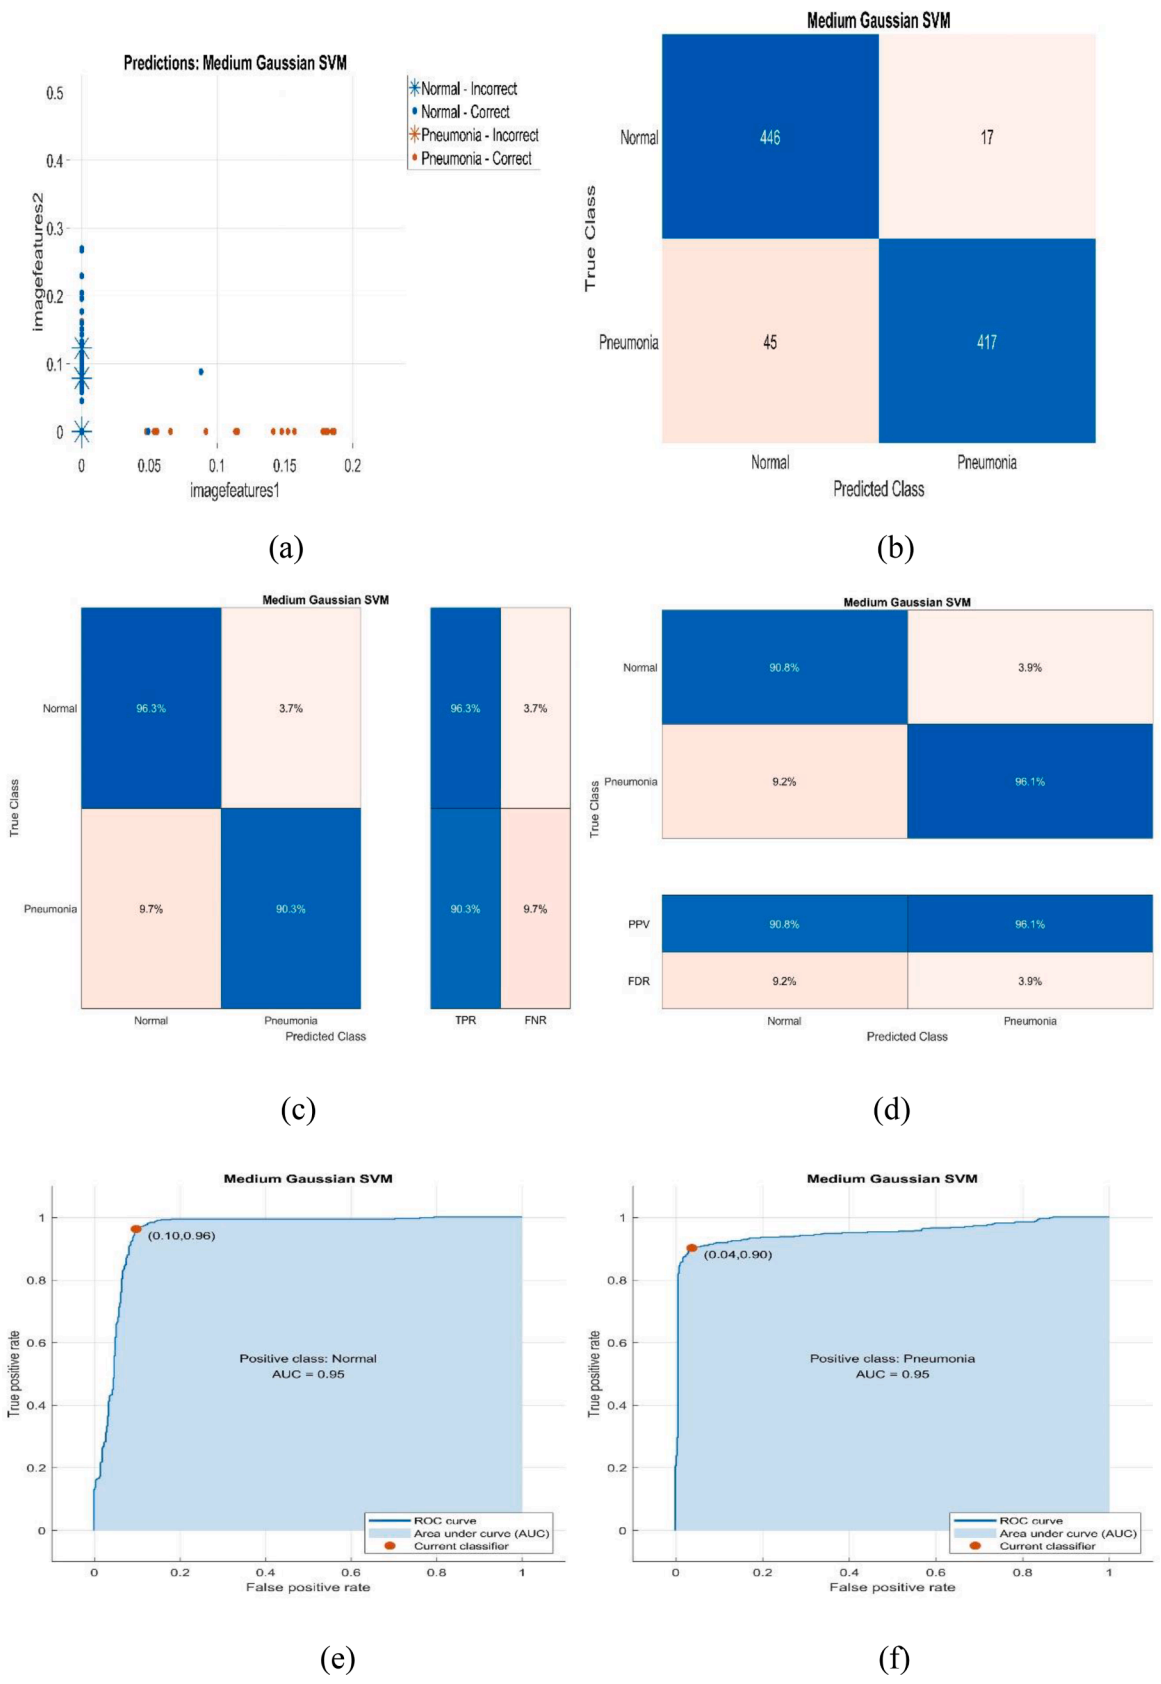 Predictions: Medium Gaussian SVM
Normal - Incorrect
Normal - Correct
Pneumonia - Incorrect
Pneumonia - Correct
0.5
0.4
0.3
0.2
0.1
0
imagefeatures2
0 0.05 0.1 0.15 0.2
imagefeatures1
(a)
Medium Gaussian SVM
Normal 446 17
Pneumonia 45 417
True Class
Normal Pneumonia
Predicted Class
(b)
Medium Gaussian SVM
Normal 96.3% 3.7% 96.3% 3.7%
Pneumonia 9.7% 90.3% 90.3% 9.7%
True Class
Normal Pneumonia TPR FNR
Predicted Class
(c)
Medium Gaussian SVM
Normal 90.8% 3.9%
Pneumonia 9.2% 96.1%
True Class
PPV 90.8% 96.1%
FDR 9.2% 3.9%
Normal Pneumonia
Predicted Class
(d)
Medium Gaussian SVM
1
0.8
0.6
0.4
0.2
0
True positive rate
(0.10,0.96)
Positive class: Normal
AUC = 0.95
ROC curve
Area under curve (AUC)
Current classifier
0 0.2 0.4 0.6 0.8 1
False positive rate
(e)
Medium Gaussian SVM
1
0.8
0.6
0.4
0.2
0
True positive rate
(0.04,0.90)
Positive class: Pneumonia
AUC = 0.95
ROC curve
Area under curve (AUC)
Current classifier
0 0.2 0.4 0.6 0.8 1
False positive rate
(f)